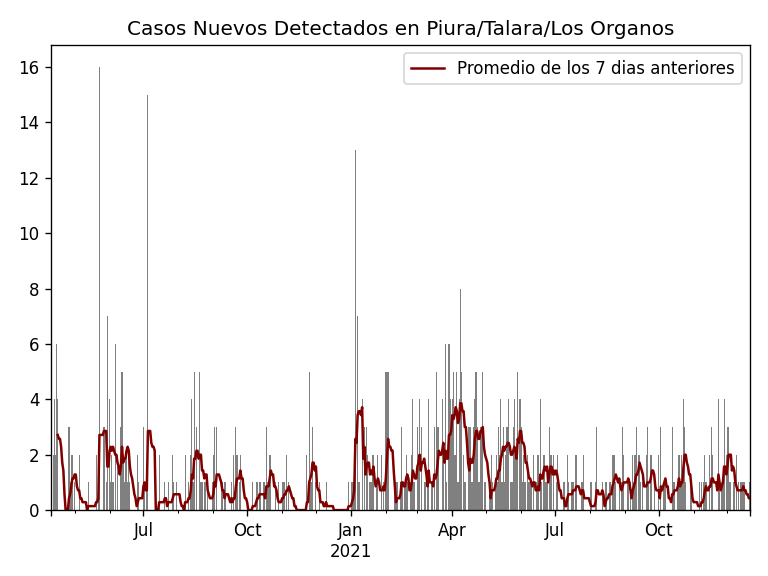 Casos Nuevos Detectados en Piura/Talara/Los Organos
Promedio de los 7 dias anteriores
16
14
12
10
8
6
4
2
0
Jul
Oct
Jan
2021
Apr
Jul
Oct